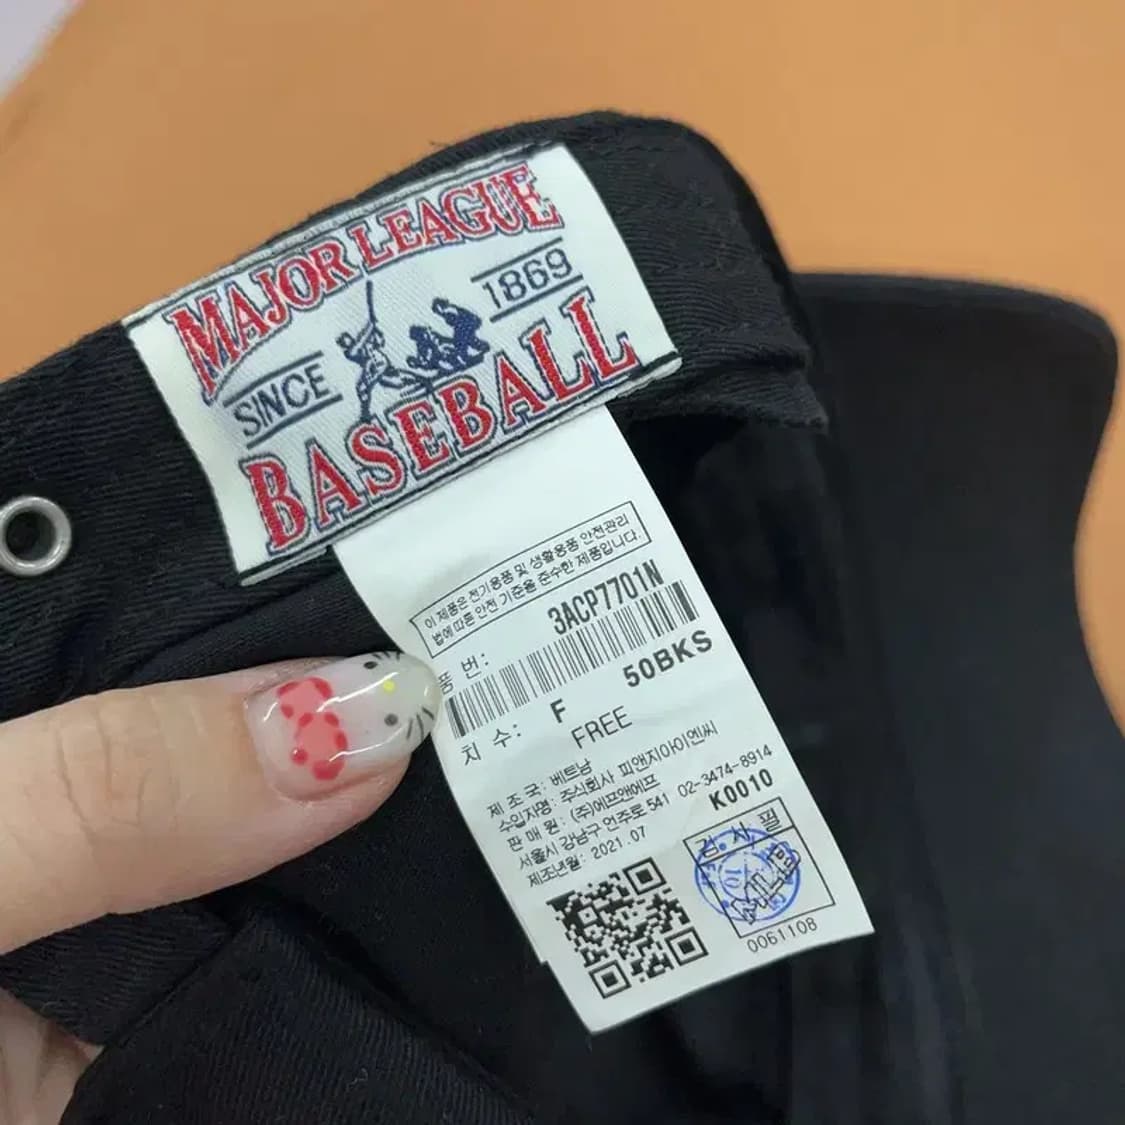 MAJOR LEAGUE
SINCE 1869
BASEBALL
이 제품은 전기용품 및 생활용품 안전관리
법에 따른 안전 기준을 준수한 제품입니다.
품 번: 3ACP7701N
50BKS
치 수: F
FREE
제 조 국: 베트남
수입자명: 주식회사 피앤지아이엔씨
판 매 원: (주)에프앤에프
서울시 강남구 언주로 541 02-3474-8914
제조년월: 2021.07
K0010
검 사 필
10
0061108